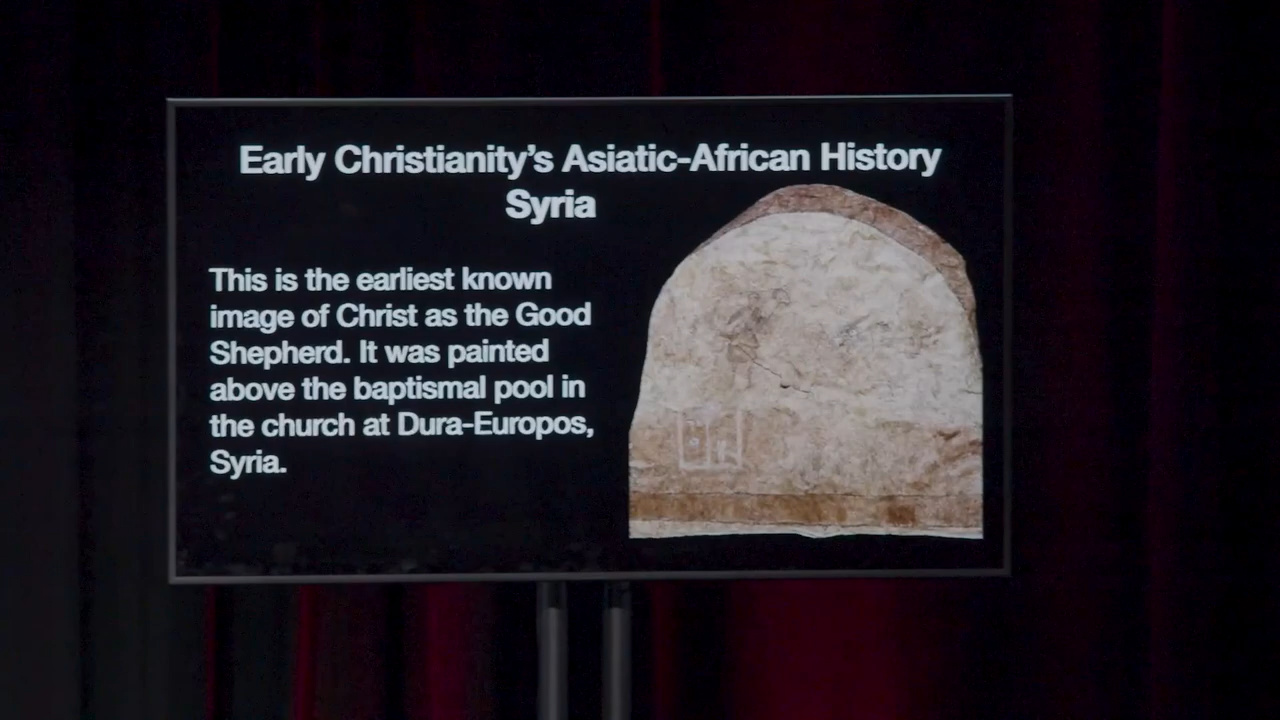 Early Christianity's Asiatic-African History
Syria
This is the earliest known
image of Christ as the Good
Shepherd. It was painted
above the baptismal pool in
the church at Dura-Europos,
Syria.